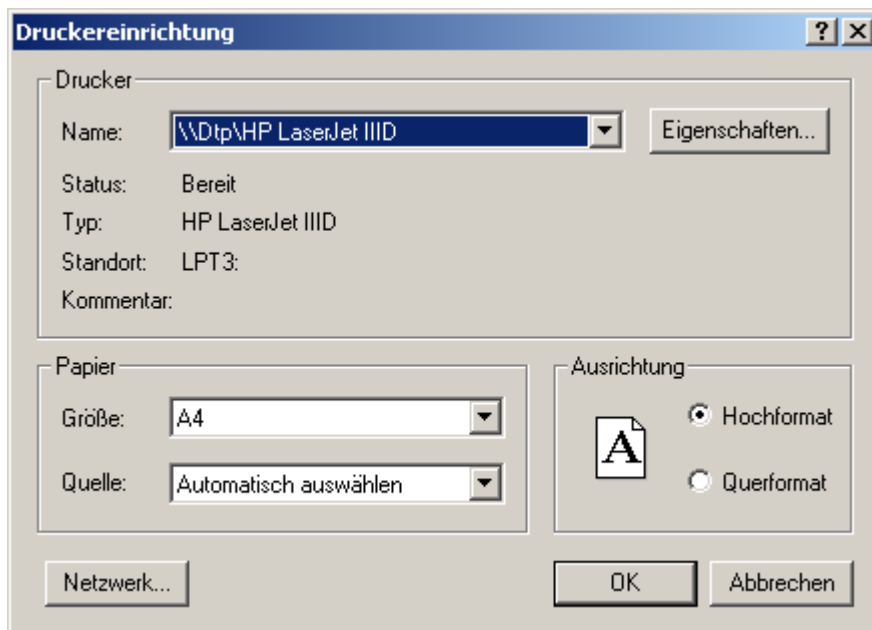 Druckereinrichtung
Drucker
Name: \\Dtp\HP LaserJet IIID Eigenschaften...
Status: Bereit
Typ: HP LaserJet IIID
Standort: LPT3:
Kommentar:
Papier
Größe: A4
Quelle: Automatisch auswählen
Ausrichtung
A
Hochformat
Querformat
Netzwerk... OK Abbrechen